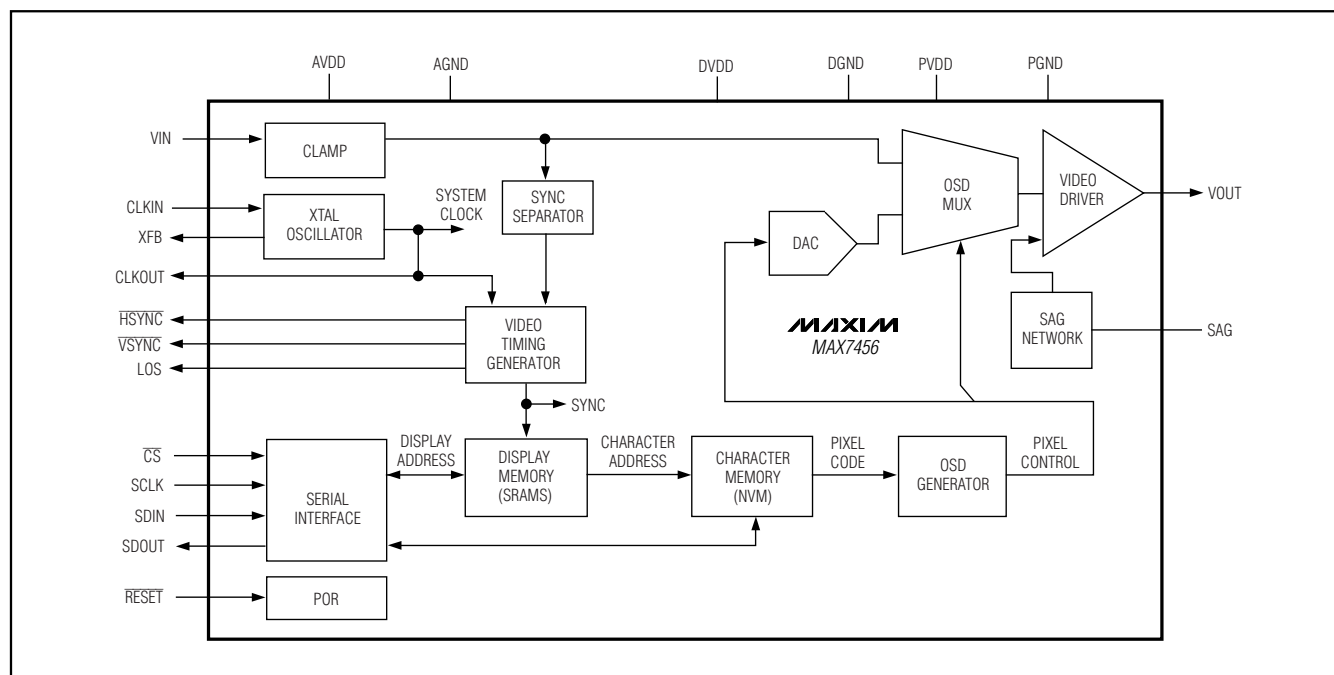 AVDD
AGND
DVDD
DGND
PVDD
PGND
VIN
CLAMP
CLKIN
XFB
XTAL
OSCILLATOR
SYSTEM
CLOCK
SYNC
SEPARATOR
OSD
MUX
VIDEO
DRIVER
VOUT
DAC
CLKOUT
HSYNC
VSYNC
LOS
VIDEO
TIMING
GENERATOR
MAXIM
MAX7456
SAG
NETWORK
SAG
SYNC
CS
SCLK
SDIN
SDOUT
SERIAL
INTERFACE
DISPLAY
ADDRESS
DISPLAY
MEMORY
(SRAMS)
CHARACTER
ADDRESS
CHARACTER
MEMORY
(NVM)
PIXEL
CODE
OSD
GENERATOR
PIXEL
CONTROL
RESET
POR